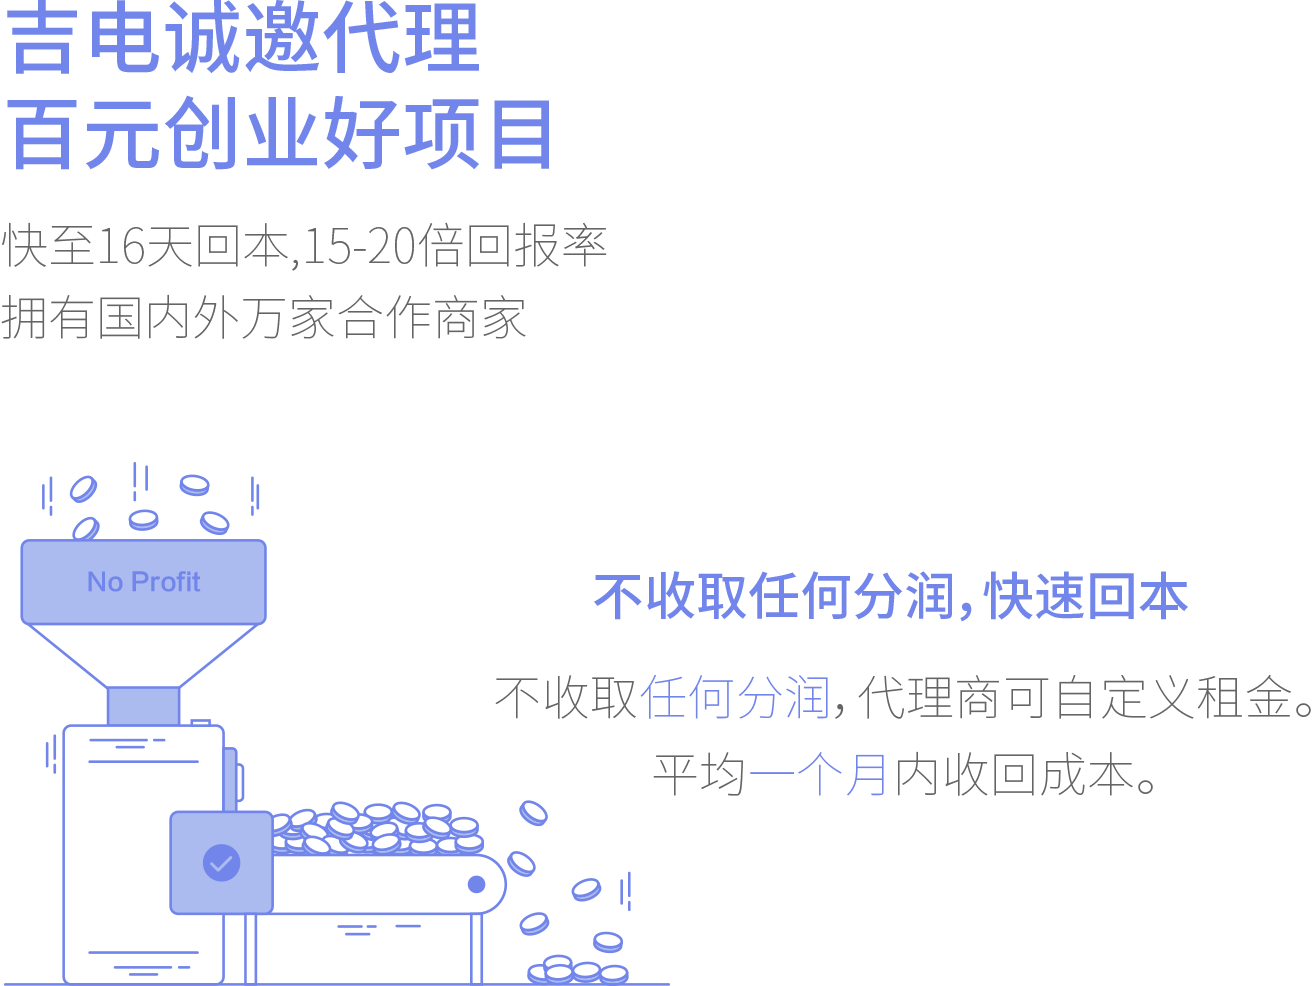 吉电诚邀代理
百元创业好项目
快至16天回本,15-20倍回报率
拥有国内外万家合作商家
No Profit
不收取任何分润，快速回本
不收取任何分润，代理商可自定义租金。
平均一个月内收回成本。